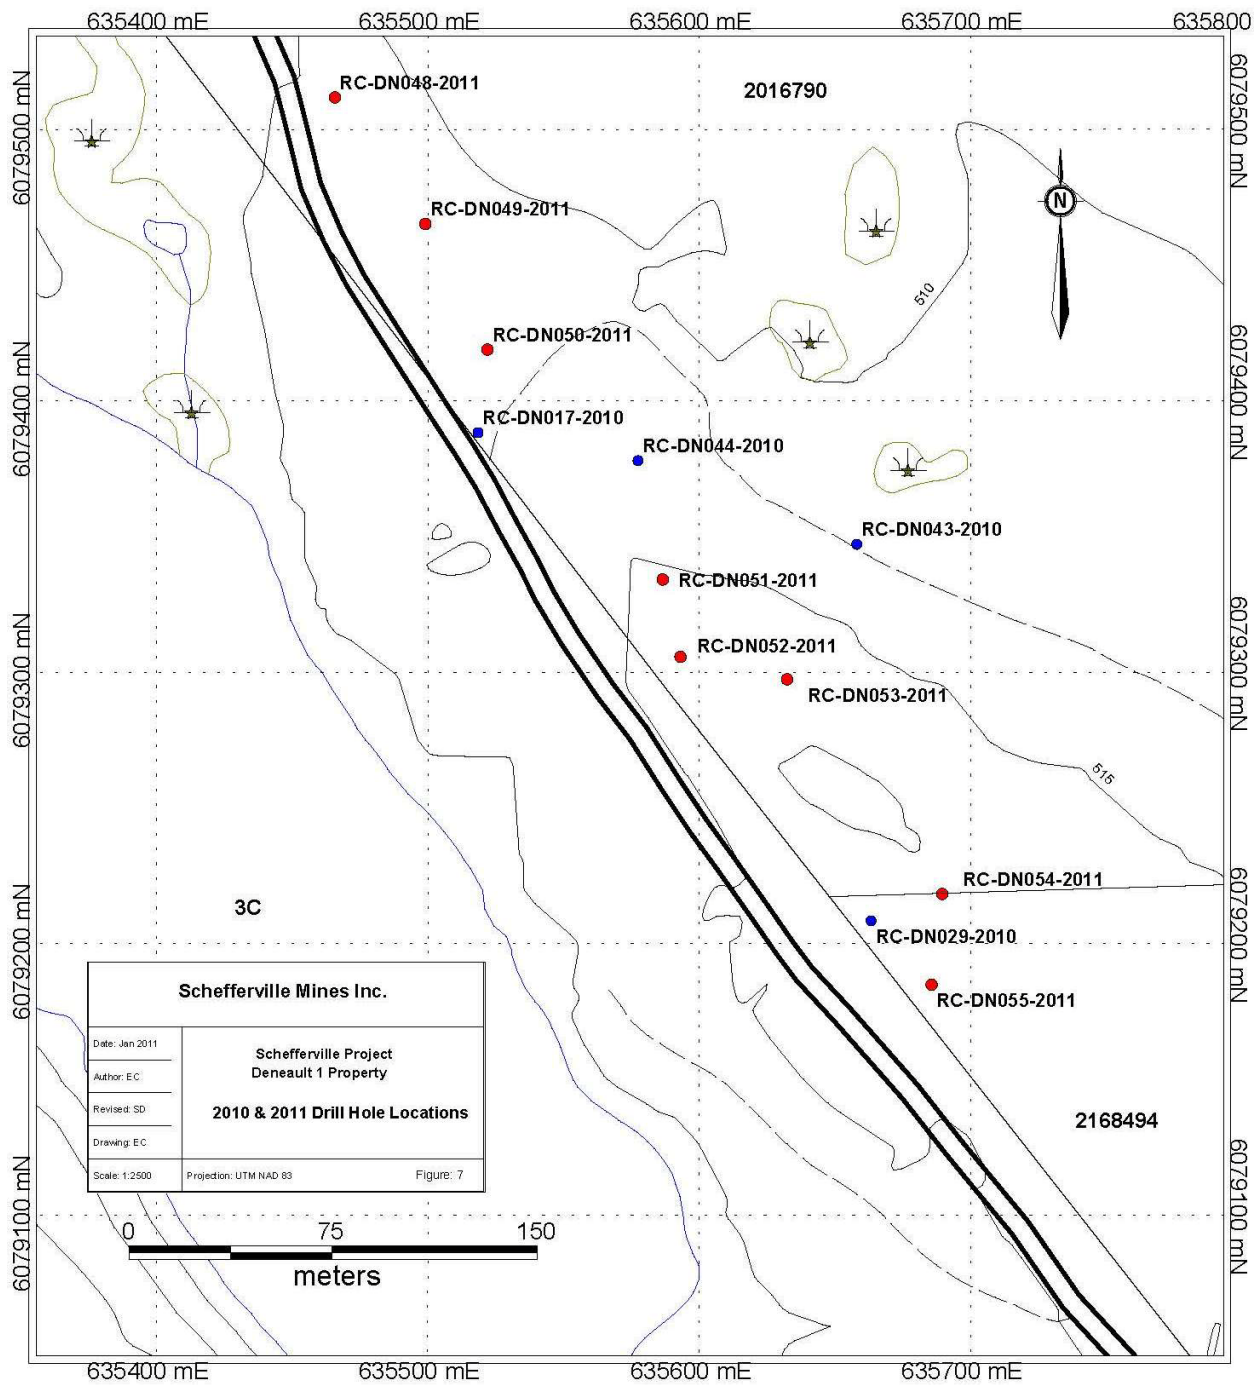 635400 mE 635500 mE 635600 mE 635700 mE 635800
6079500 mN
6079400 mN
6079300 mN
6079200 mN
6079100 mN
RC-DN048-2011
2016790
RC-DN049-2011
N
510
RC-DN050-2011
RC-DN017-2010
RC-DN044-2010
RC-DN043-2010
RC-DN051-2011
RC-DN052-2011
RC-DN053-2011
515
RC-DN054-2011
3C
RC-DN029-2010
RC-DN055-2011
2168494
Schefferville Mines Inc.
Date: Jan 2011
Author: EC
Revised: SD
Drawing: EC
Scale: 1:2500
Schefferville Project
Deneault 1 Property
2010 & 2011 Drill Hole Locations
Projection: UTM NAD 83 Figure: 7
0 75 150
meters
6079500 mN
6079400 mN
6079300 mN
6079200 mN
6079100 mN
635400 mE 635500 mE 635600 mE 635700 mE